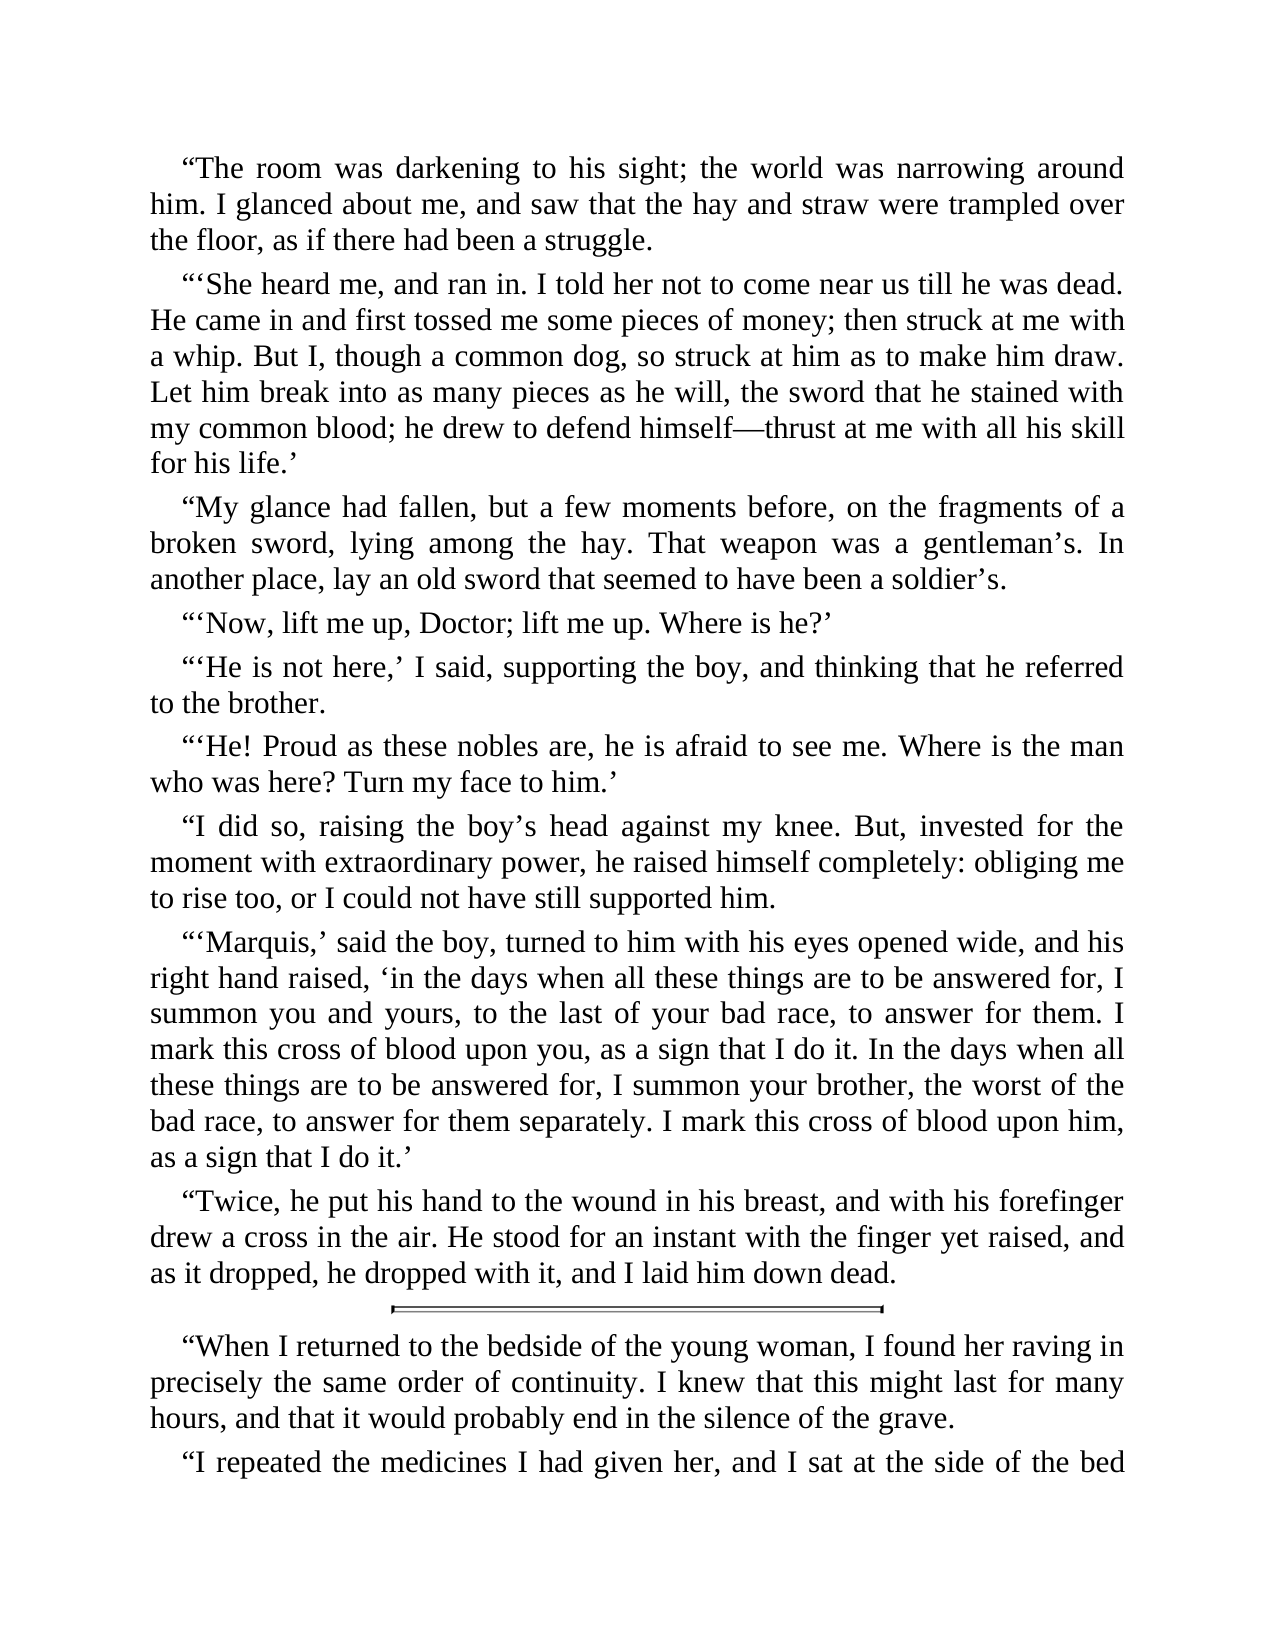 “The room was darkening to his sight; the world was narrowing around
him. I glanced about me, and saw that the hay and straw were trampled over
the floor, as if there had been a struggle.
“‘She heard me, and ran in. I told her not to come near us till he was dead.
He came in and first tossed me some pieces of money; then struck at me with
a whip. But I, though a common dog, so struck at him as to make him draw.
Let him break into as many pieces as he will, the sword that he stained with
my common blood; he drew to defend himself—thrust at me with all his skill
for his life.’
“My glance had fallen, but a few moments before, on the fragments of a
broken sword, lying among the hay. That weapon was a gentleman’s. In
another place, lay an old sword that seemed to have been a soldier’s.
“‘Now, lift me up, Doctor; lift me up. Where is he?’
“‘He is not here,’ I said, supporting the boy, and thinking that he referred
to the brother.
“‘He! Proud as these nobles are, he is afraid to see me. Where is the man
who was here? Turn my face to him.’
“I did so, raising the boy’s head against my knee. But, invested for the
moment with extraordinary power, he raised himself completely: obliging me
to rise too, or I could not have still supported him.
“‘Marquis,’ said the boy, turned to him with his eyes opened wide, and his
right hand raised, ‘in the days when all these things are to be answered for, I
summon you and yours, to the last of your bad race, to answer for them. I
mark this cross of blood upon you, as a sign that I do it. In the days when all
these things are to be answered for, I summon your brother, the worst of the
bad race, to answer for them separately. I mark this cross of blood upon him,
as a sign that I do it.’
“Twice, he put his hand to the wound in his breast, and with his forefinger
drew a cross in the air. He stood for an instant with the finger yet raised, and
as it dropped, he dropped with it, and I laid him down dead.
“When I returned to the bedside of the young woman, I found her raving in
precisely the same order of continuity. I knew that this might last for many
hours, and that it would probably end in the silence of the grave.
“I repeated the medicines I had given her, and I sat at the side of the bed